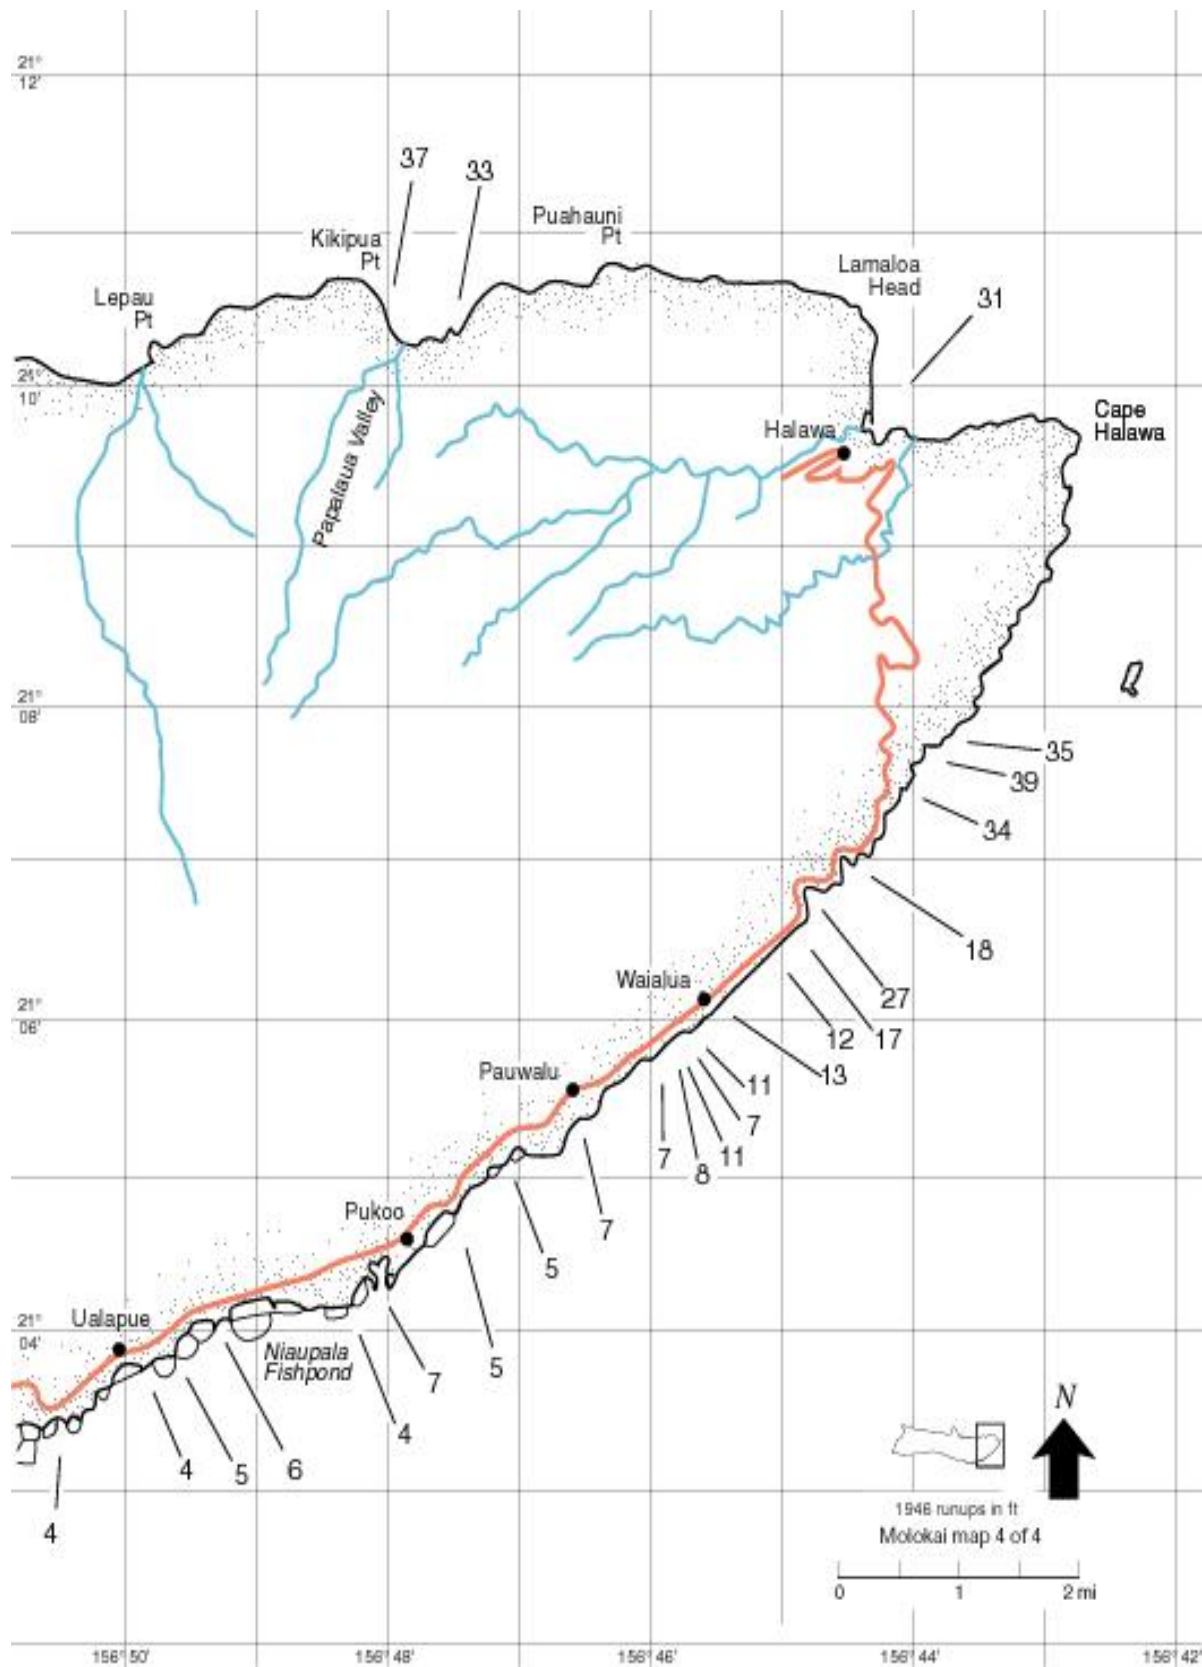 21°
12'
37
33
Puahauni
Pt
Kikipua
Pt
Lamaloa
Head
Lepau
Pt
31
21°
10'
Cape
Halawa
Halawa
Papalaua Valley
21°
08'
35
39
34
18
Waialua
27
21°
06'
12
17
Pauwalu
13
11
7
7
8
11
Pukoo
7
5
Ualapue
21°
04'
Niaupala
Fishpond
7
5
4
4
5
6
N
4
1946 runups in ft
Molokai map 4 of 4
0
1
2 mi
156° 50'
156° 48'
156° 46'
156° 44'
156° 42'